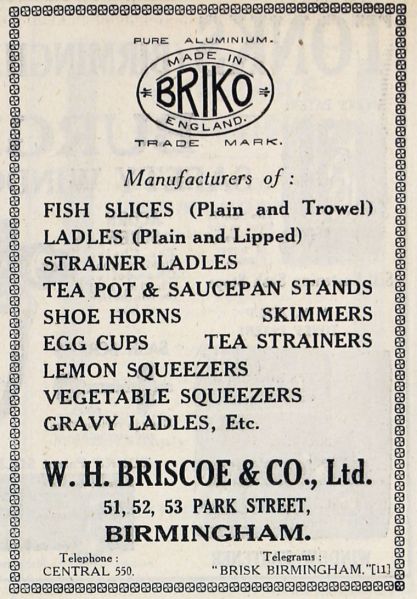 PURE ALUMINIUM.
MADE IN
BRIKO
ENGLAND.
TRADE MARK.
Manufacturers of :
FISH SLICES (Plain and Trowel)
LADLES (Plain and Lipped)
STRAINER LADLES
TEA POT & SAUCEPAN STANDS
SHOE HORNS SKIMMERS
EGG CUPS TEA STRAINERS
LEMON SQUEEZERS
VEGETABLE SQUEEZERS
GRAVY LADLES, Etc.
W. H. BRISCOE & CO., Ltd.
51, 52, 53 PARK STREET,
BIRMINGHAM.
Telephone : Telegrams :
CENTRAL 550. "BRISK BIRMINGHAM."[11]